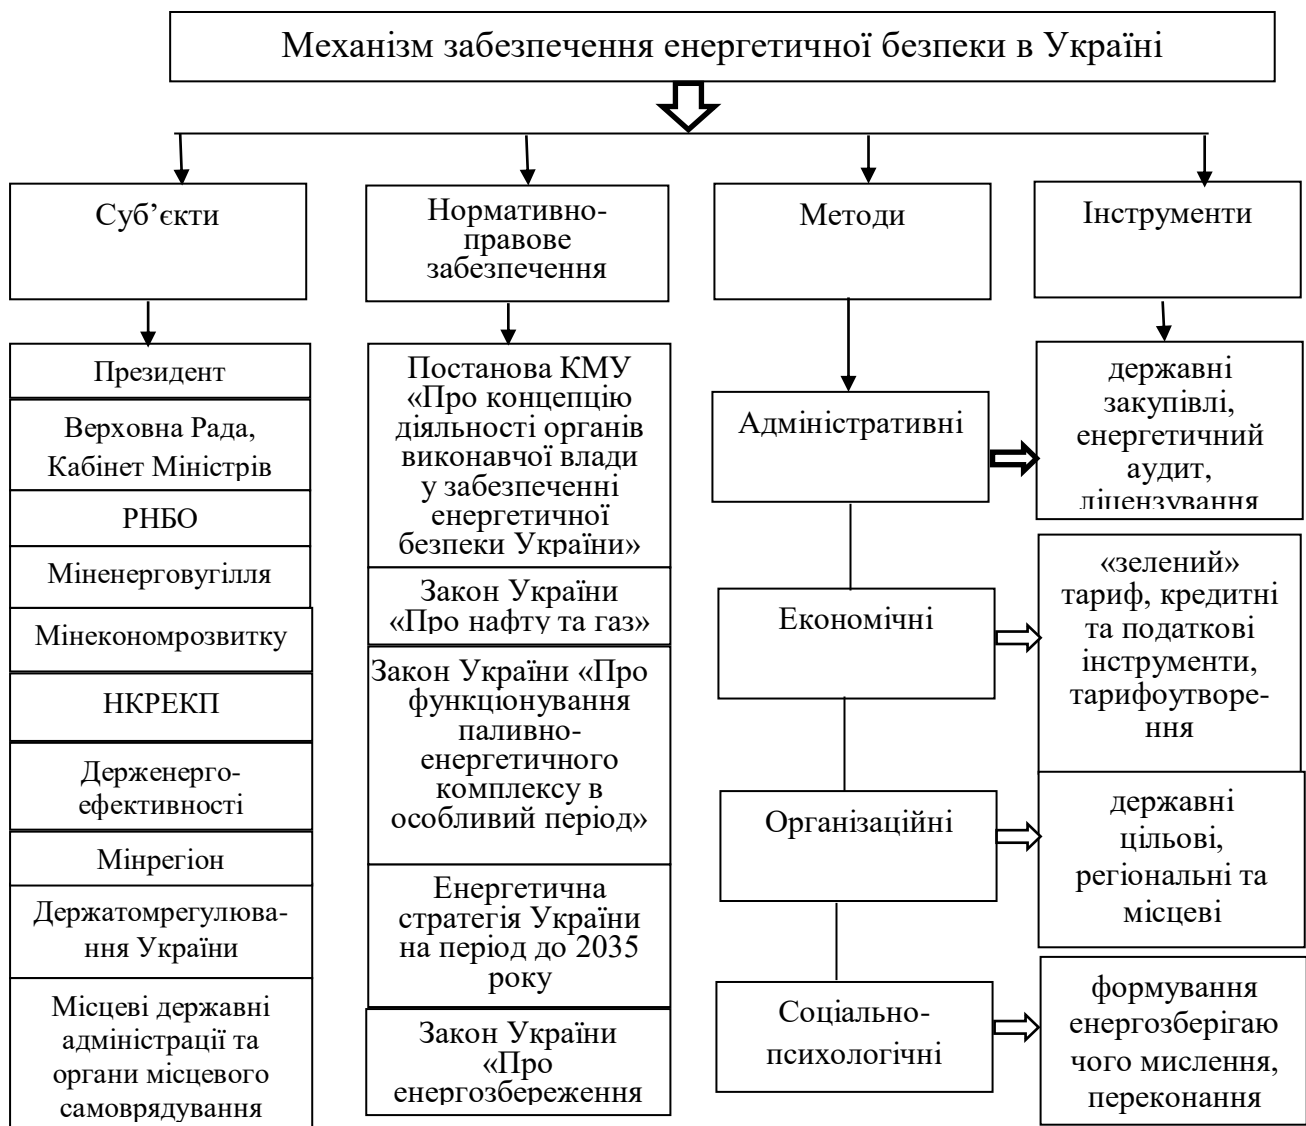 Механізм забезпечення енергетичної безпеки в Україні
Суб’єкти
Нормативно-
правове
забезпечення
Методи
Інструменти
Президент
Верховна Рада,
Кабінет Міністрів
РНБО
Міненерговугілля
Мінекономрозвитку
НКРЕКП
Держенерго-
ефективності
Мінрегіон
Держатомрегулюва-
ння України
Місцеві державні
адміністрації та
органи місцевого
самоврядування
Постанова КМУ
«Про концепцію
діяльності органів
виконавчої влади
у забезпеченні
енергетичної
безпеки України»
Закон України
«Про нафту та газ»
Закон України «Про
функціонування
паливно-
енергетичного
комплексу в
особливий період»
Енергетична
стратегія України
на період до 2035
року
Закон України
«Про
енергозбереження
Адміністративні
Економічні
Організаційні
Соціально-
психологічні
державні
закупівлі,
енергетичний
аудит,
ліцензування
«зелений»
тариф, кредитні
та податкові
інструменти,
тарифоутворе-
ння
державні
цільові,
регіональні та
місцеві
формування
енергозберігаю
чого мислення,
переконання